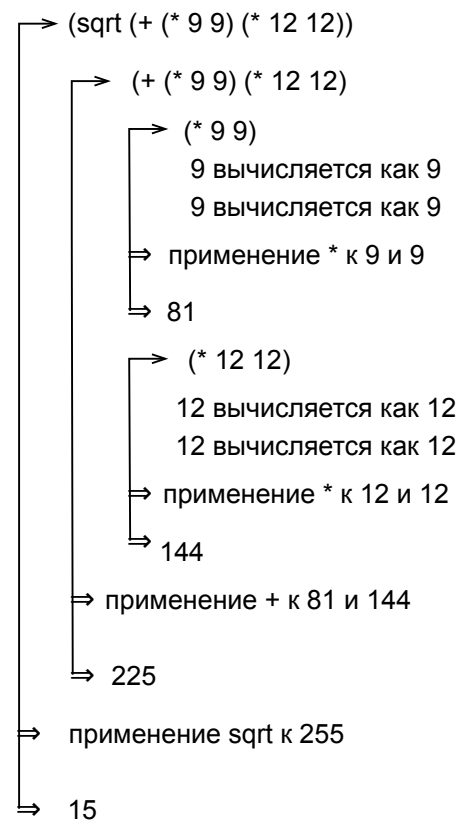 (sqrt (+ (* 9 9) (* 12 12))
(+ (* 9 9) (* 12 12)
(* 9 9)
9 вычисляется как 9
9 вычисляется как 9
применение * к 9 и 9
81
(* 12 12)
12 вычисляется как 12
12 вычисляется как 12
применение * к 12 и 12
144
применение + к 81 и 144
225
применение sqrt к 255
15